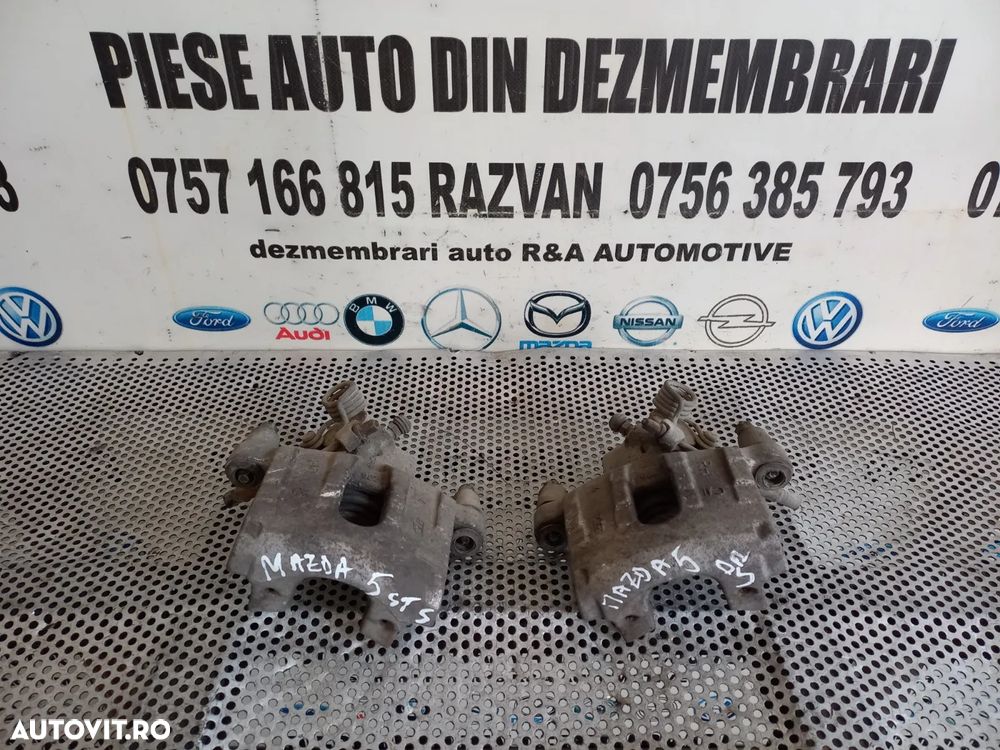 PIESE AUTO DIN DEZMEMBRARI
0757 166 815 RAZVAN 0756 385 793
dezmembrari auto R&A AUTOMOTIVE
Ford Audi BMW mazda NISSAN Ford
MAZDA 5 ST S
MAZDA 5 DR S
AUTOVIT.RO